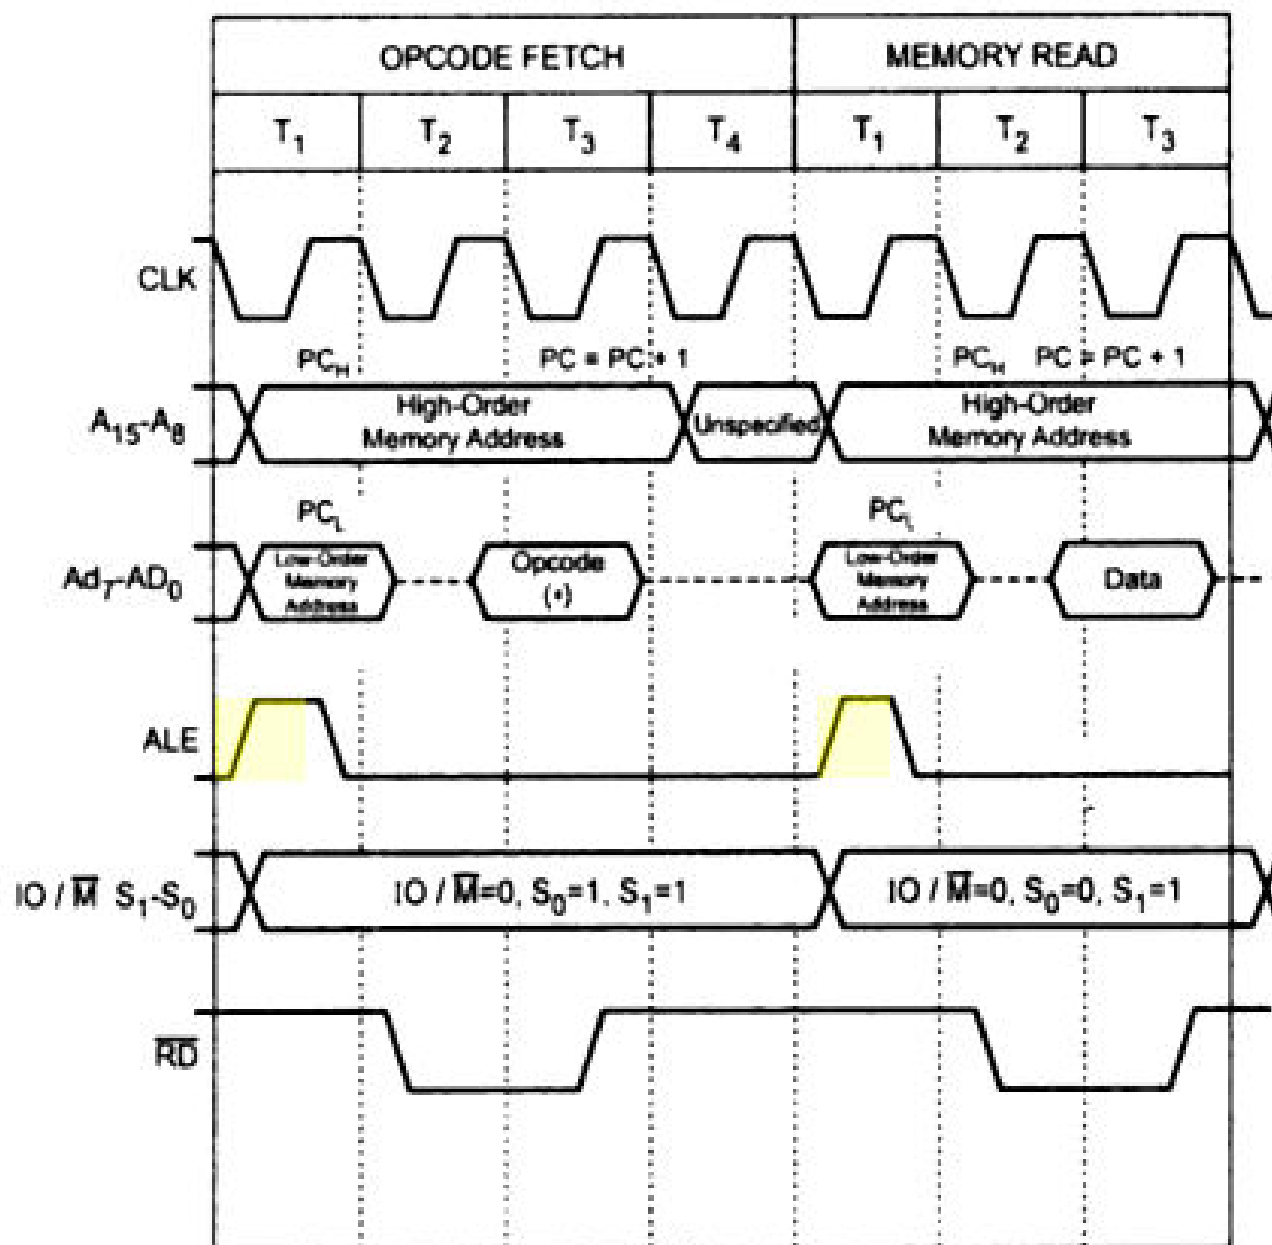 OPCODE FETCH MEMORY READ
T1 T2 T3 T4 T1 T2 T3
CLK
PCH PC = PC + 1 PCH PC = PC + 1
A15-A8
High-Order
Memory Address
Unspecified
High-Order
Memory Address
PCL PCL
Ad7-AD0
Low-Order
Memory
Address
Opcode
(*)
Low-Order
Memory
Address
Data
ALE
IO / M̅ S1-S0 IO / M̅=0, S0=1, S1=1 IO / M̅=0, S0=0, S1=1
R̅D̅